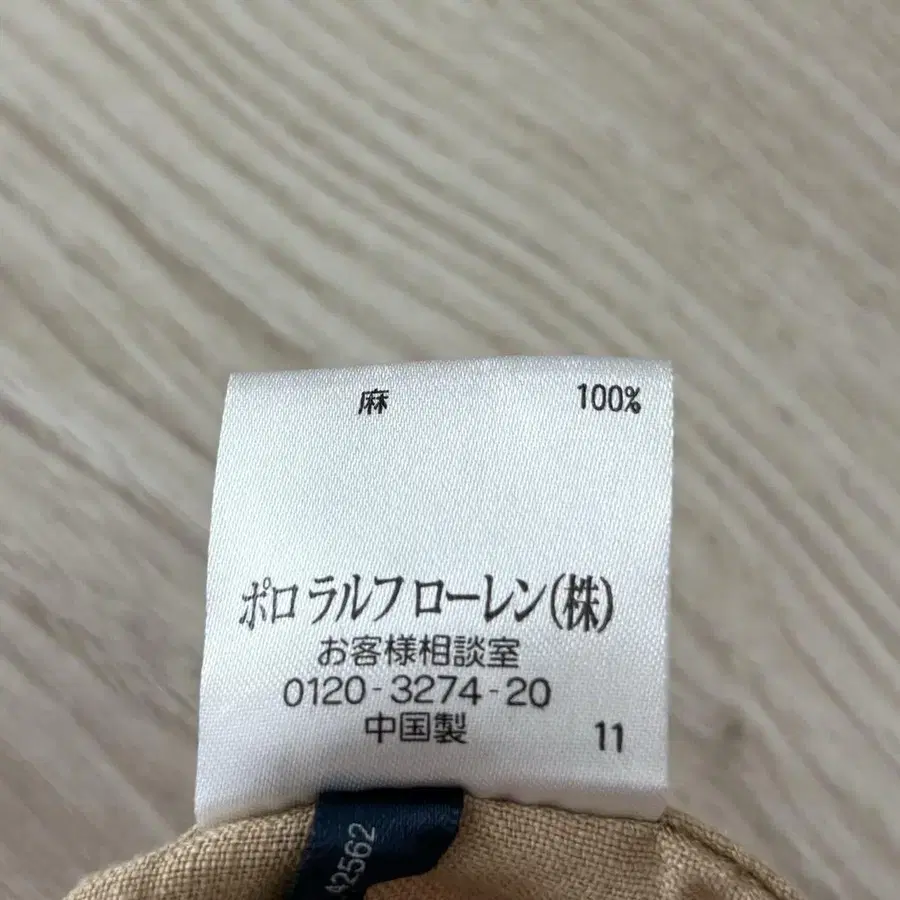 麻 100%
ポロ ラルフ ローレン(株)
お客様相談室
0120-3274-20
中国製 11
A2562